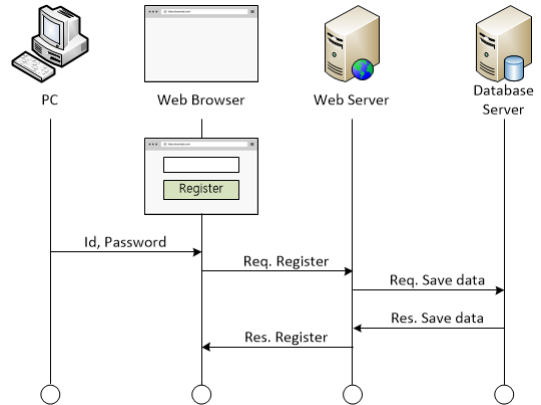 PC
Web Browser
Web Server
Database
Server
Register
Id, Password
Req. Register
Req. Save data
Res. Save data
Res. Register